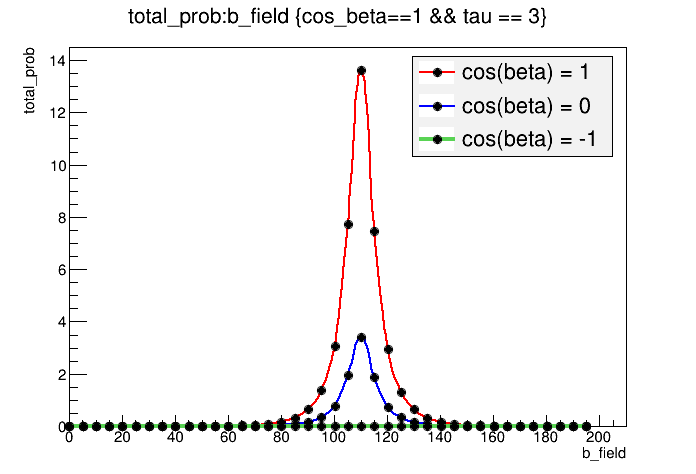 total_prob:b_field {cos_beta==1 && tau == 3}
total_prob
14
12
10
8
6
4
2
0
cos(beta) = 1
cos(beta) = 0
cos(beta) = -1
0 20 40 60 80 100 120 140 160 180 200
b_field